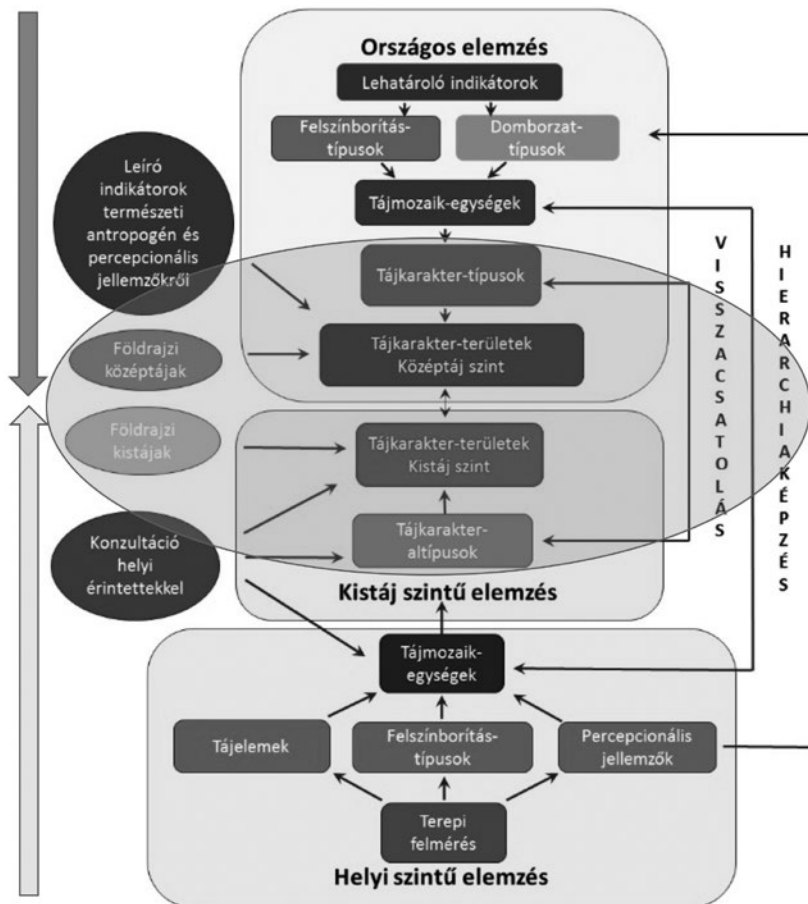 Országos elemzés
Lehatároló indikátorok
Felszínborítás-
típusok
Domborzat-
típusok
Leíró
indikátorok
természeti
antropogén és
percepcionális
jellemzőkről
Tájmozaik-egységek
Tájkarakter-típusok
Földrajzi
középtájak
Tájkarakter-területek
Középtáj szint
Földrajzi
kistájak
Tájkarakter-területek
Kistáj szint
Tájkarakter-
altípusok
Konzultáció
helyi
érintettekkel
Kistáj szintű elemzés
VISSZACSATOLÁS
HIERARCHIAKÉPZÉS
Tájmozaik-
egységek
Tájelemek
Felszínborítás-
típusok
Percepcionális
jellemzők
Terepi
felmérés
Helyi szintű elemzés